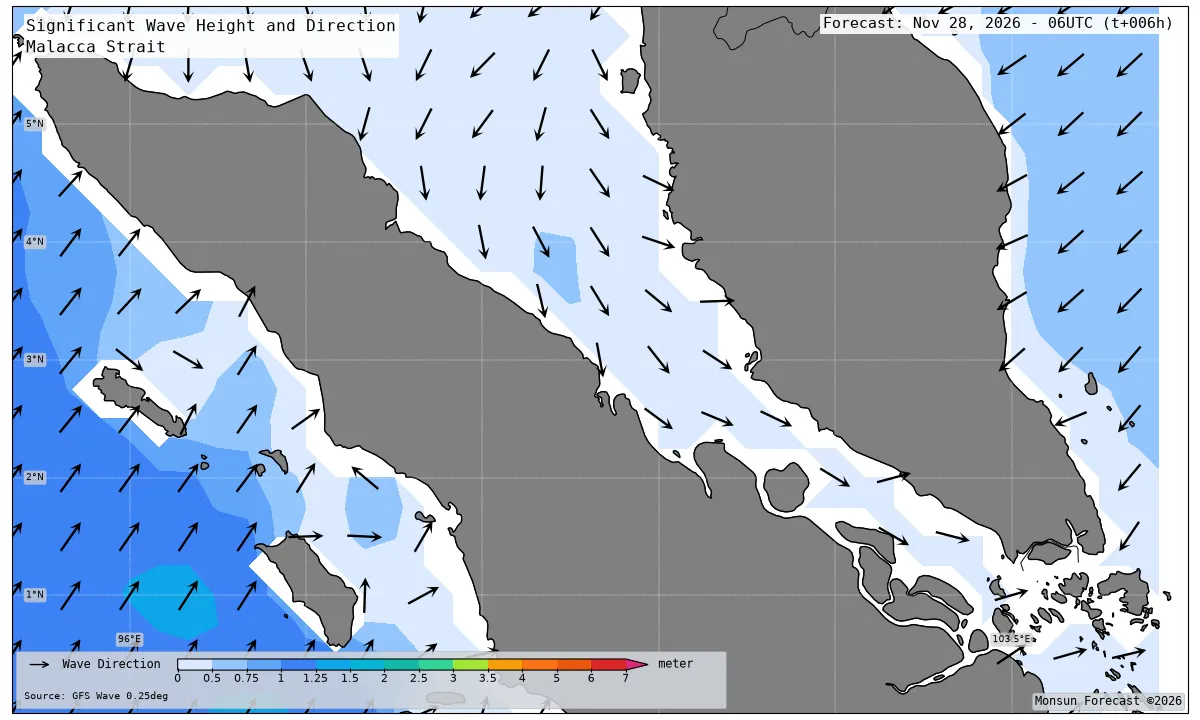 Significant Wave Height and Direction
Malacca Strait
Forecast: Nov 28, 2026 - 06UTC (t+006h)
5°N
4°N
3°N
2°N
1°N
96°E
103.5°E
Wave Direction
meter
0 0.5 0.75 1 1.25 1.5 2 2.5 3 3.5 4 5 6 7
Source: GFS Wave 0.25deg
Monsun Forecast ©2026